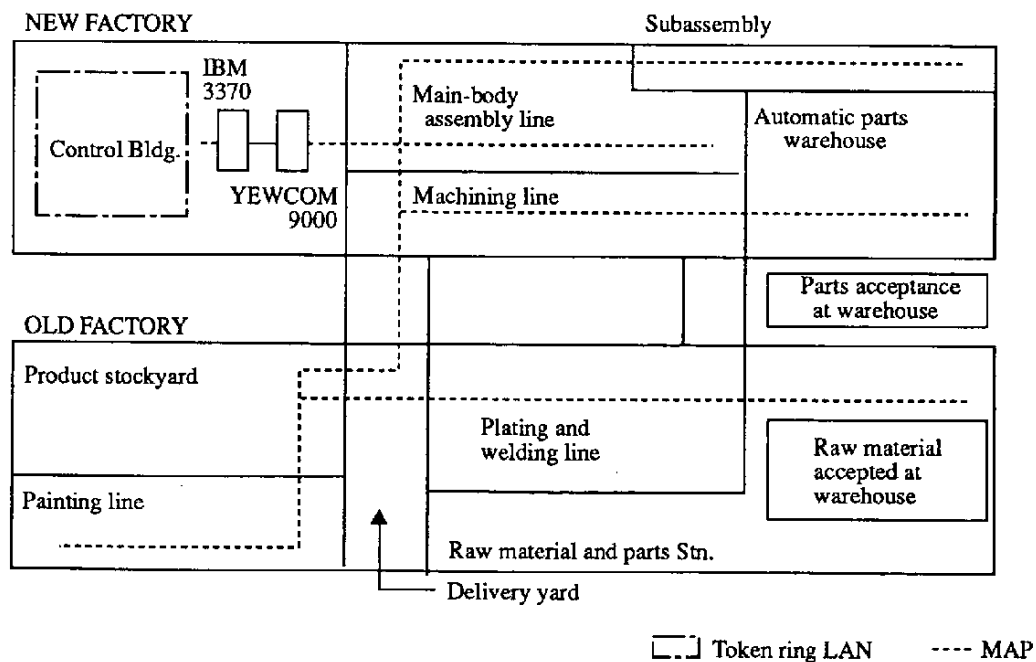 NEW FACTORY
Subassembly
IBM
3370
Main-body
assembly line
Automatic parts
warehouse
Control Bldg.
YEWCOM
9000
Machining line
Parts acceptance
at warehouse
OLD FACTORY
Product stockyard
Plating and
welding line
Raw material
accepted at
warehouse
Painting line
Raw material and parts Stn.
Delivery yard
Token ring LAN
MAP